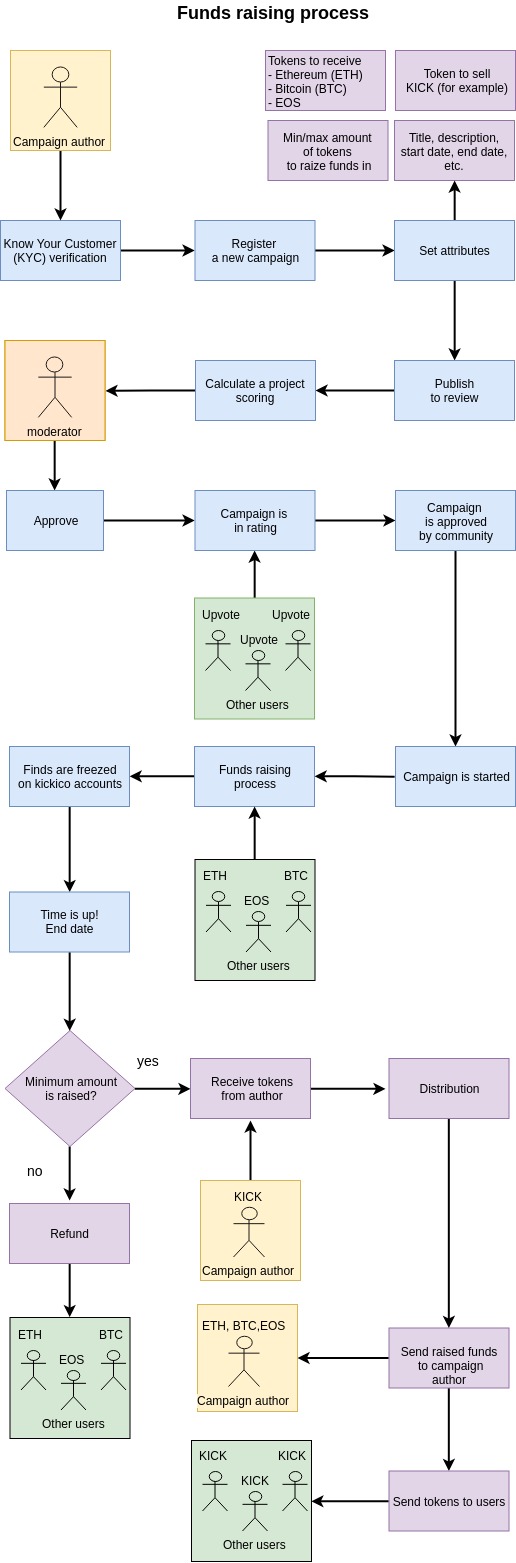 Funds raising process
Campaign author
Tokens to receive
- Ethereum (ETH)
- Bitcoin (BTC)
- EOS
Token to sell
KICK (for example)
Min/max amount
of tokens
to raize funds in
Title, description,
start date, end date,
etc.
Know Your Customer
(KYC) verification
Register
a new campaign
Set attributes
moderator
Calculate a project
scoring
Publish
to review
Approve
Campaign is
in rating
Campaign
is approved
by community
Upvote
Upvote
Upvote
Other users
Finds are freezed
on kickico accounts
Funds raising
process
Campaign is started
ETH
BTC
EOS
Other users
Time is up!
End date
Minimum amount
is raised?
yes
no
Receive tokens
from author
Distribution
KICK
Campaign author
Refund
ETH
BTC
EOS
Other users
ETH, BTC,EOS
Campaign author
Send raised funds
to campaign
author
KICK
KICK
KICK
Other users
Send tokens to users